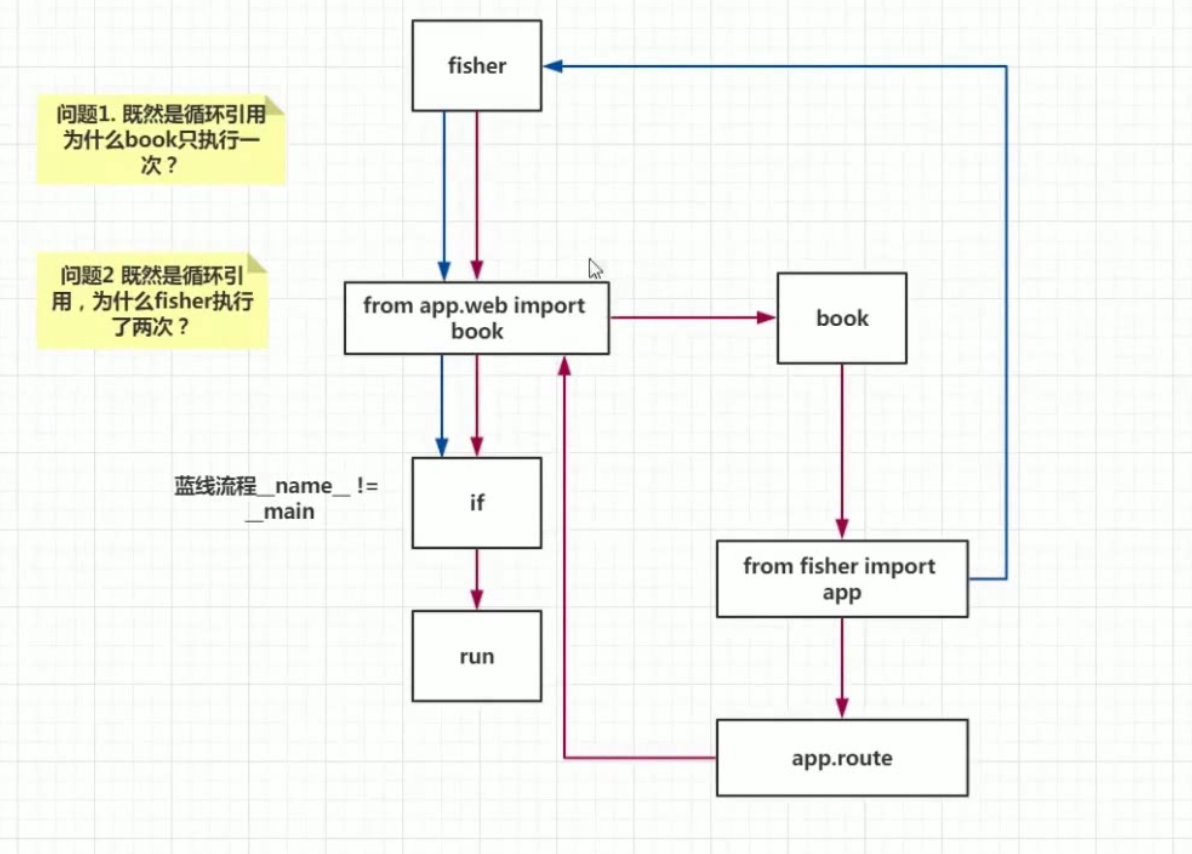 fisher
问题1. 既然是循环引用
为什么book只执行一
次？
问题2 既然是循环引
用，为什么fisher执行
了两次？
from app.web import
book
book
蓝线流程__name__ !=
__main
if
from fisher import
app
run
app.route